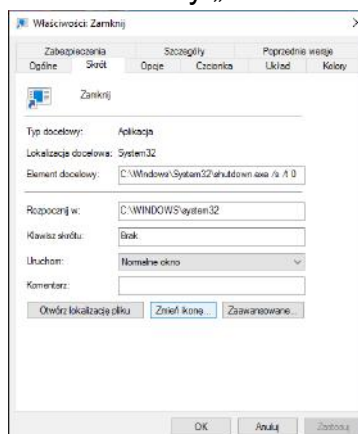 Właściwości: Zamknij
Zabezpieczenia Szczegóły Poprzednie wersje
Ogólne Skrót Opcje Czcionka Układ Kolory
Zamknij
Typ docelowy: Aplikacja
Lokalizacja docelowa: System32
Element docelowy: C:\Windows\System32\shutdown.exe /s /t 0
Rozpocznij w: C:\WINDOWS\system32
Klawisz skrótu: Brak
Uruchom: Normalne okno
Komentarz:
Otwórz lokalizację pliku Zmień ikonę... Zaawansowane...
OK Anuluj Zastosuj